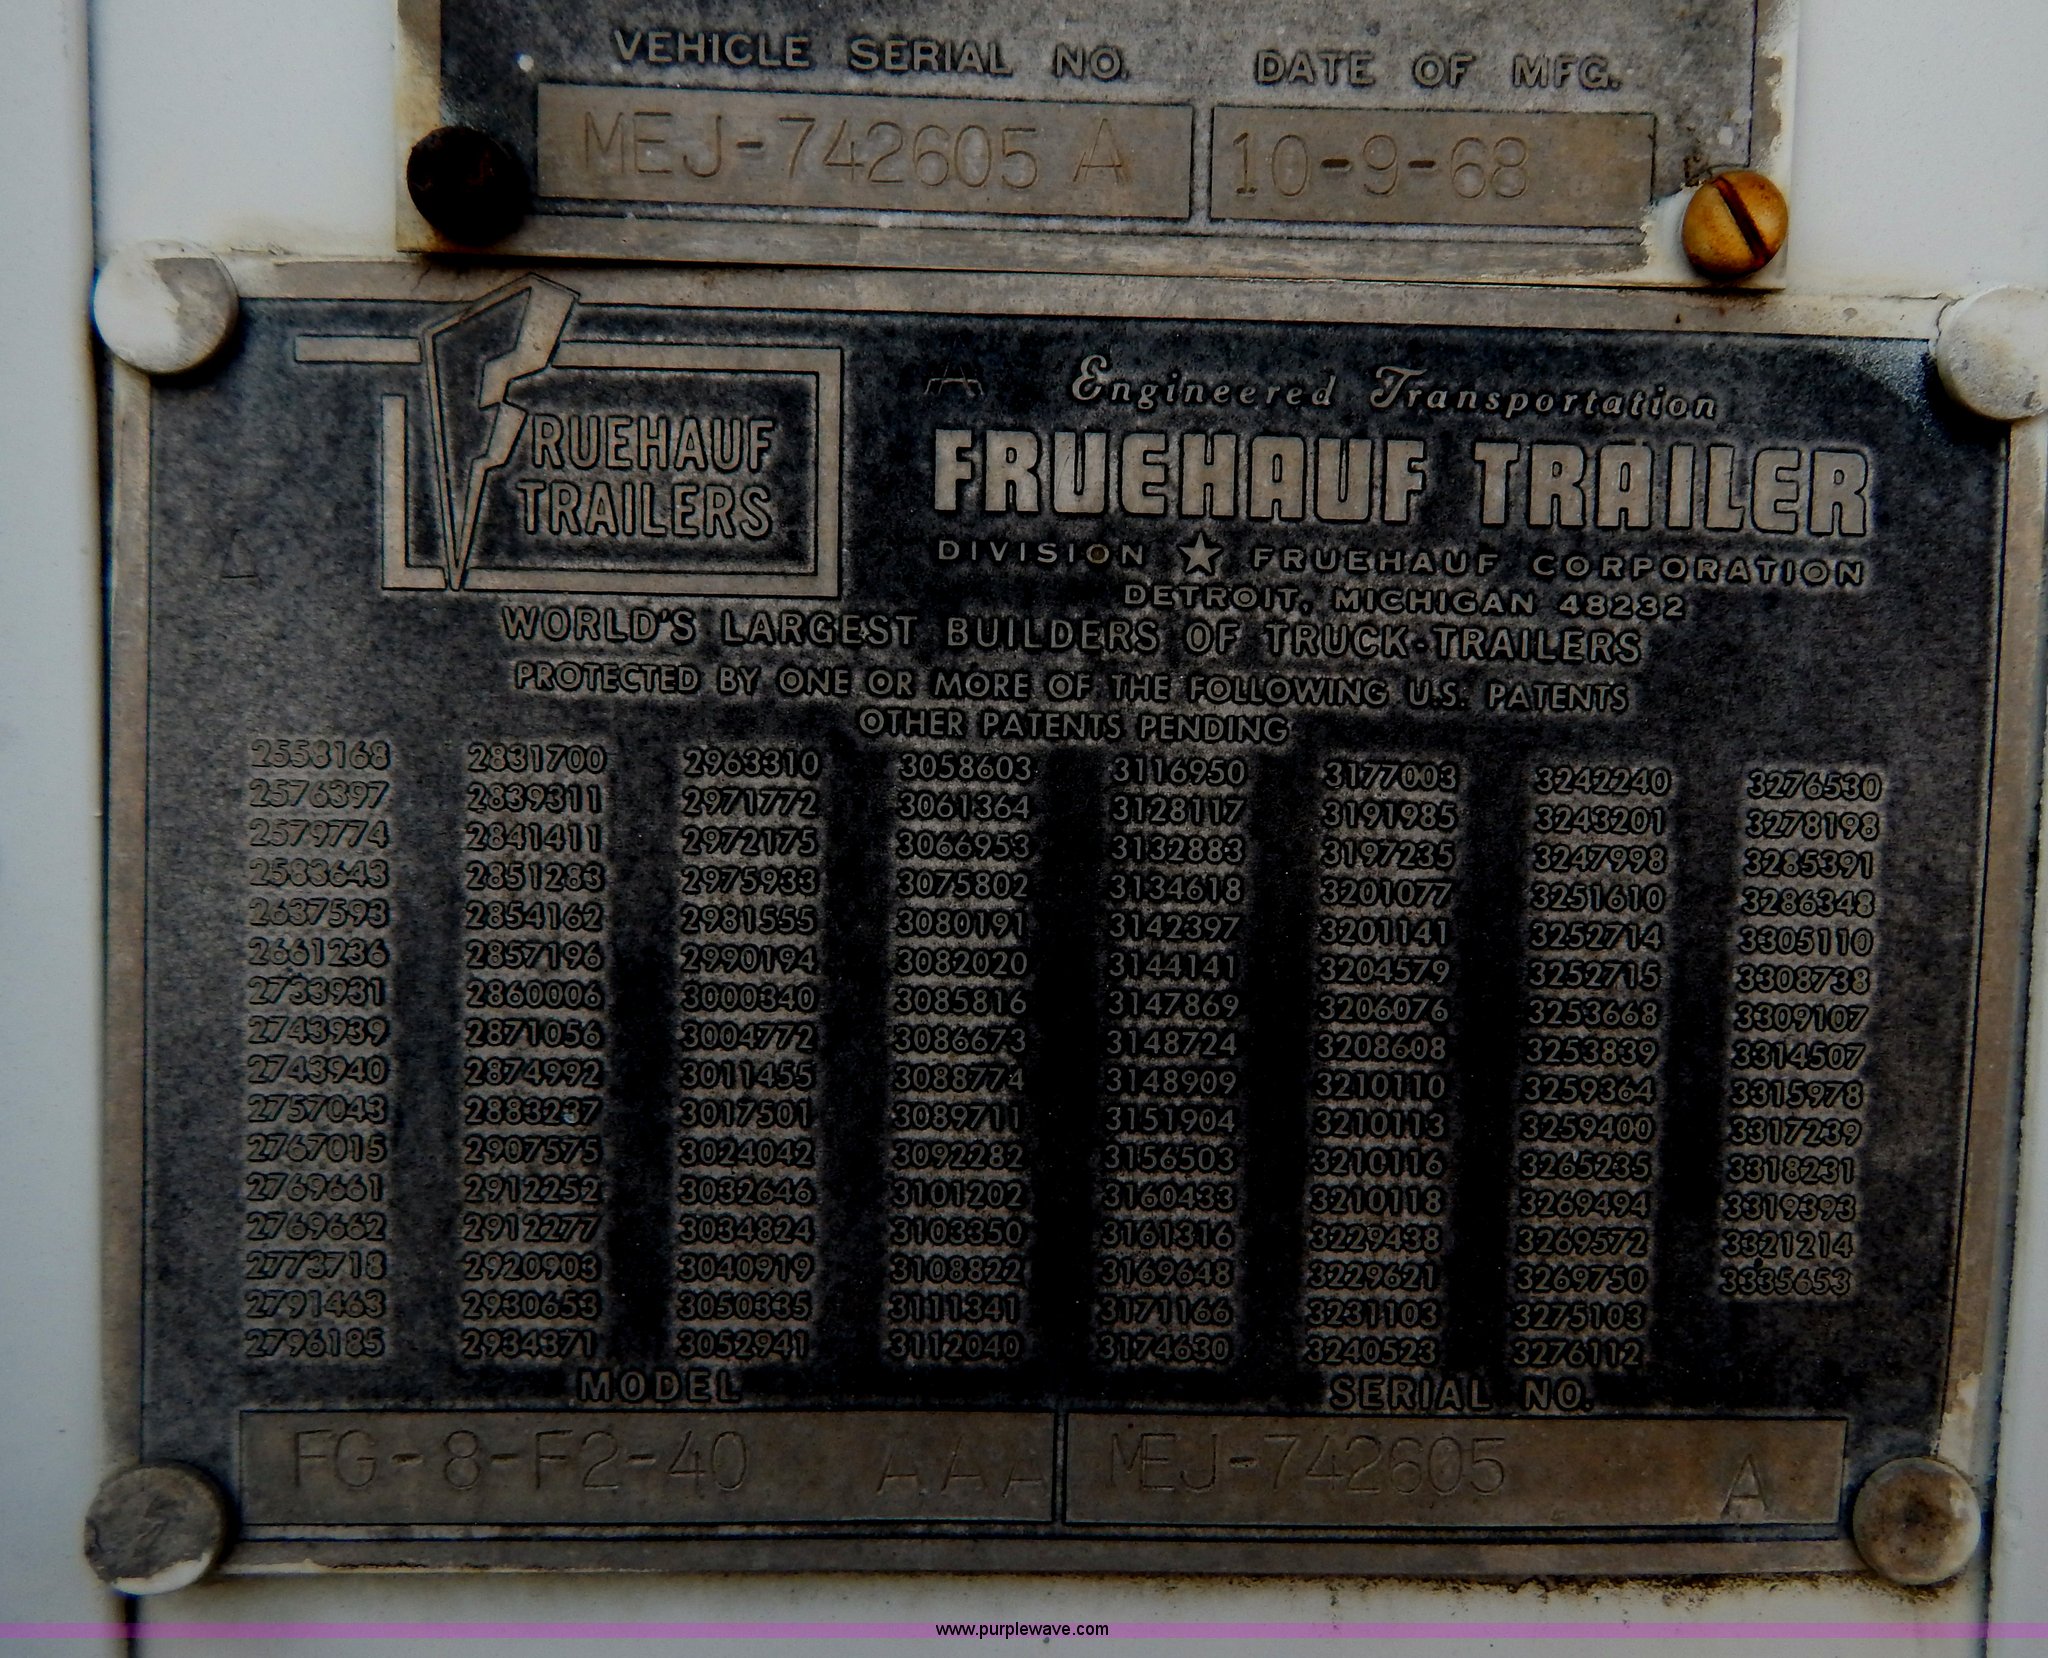 VEHICLE SERIAL NO. DATE OF MFG.
MEJ-742605 A 10-9-68
FRUEHAUF
TRAILERS
Engineered Transportation
FRUEHAUF TRAILER
DIVISION ★ FRUEHAUF CORPORATION
DETROIT, MICHIGAN 48232
WORLD'S LARGEST BUILDERS OF TRUCK-TRAILERS
PROTECTED BY ONE OR MORE OF THE FOLLOWING U.S. PATENTS
OTHER PATENTS PENDING
2558168 2831700 2963310 3058603 3116950 3177003 3242240 3276530
2576397 2839311 2971772 3061364 3128117 3191985 3243201 3278198
2579774 2841411 2972175 3066953 3132883 3197235 3247998 3285391
2583643 2851283 2975933 3075802 3134618 3201077 3251610 3286348
2637593 2854162 2981555 3080191 3142397 3201141 3252714 3305110
2661236 2857196 2990194 3082020 3144141 3204579 3252715 3308738
2733931 2860006 3000340 3085816 3147869 3206076 3253668 3309107
2743939 2871056 3004772 3086673 3148724 3208608 3253839 3314507
2743940 2874992 3011455 3088774 3148909 3210110 3259364 3315978
2757043 2883237 3017501 3089711 3151904 3210113 3259400 3317239
2767015 2907575 3024042 3092282 3156503 3210116 3265235 3318231
2769661 2912252 3032646 3101202 3160433 3210118 3269494 3319393
2769662 2912277 3034824 3103350 3161316 3229438 3269572 3321214
2773718 2920903 3040919 3108822 3169648 3229621 3269750 3335653
2791463 2930653 3050335 3111341 3171166 3231103 3275103
2796185 2934371 3052941 3112040 3174630 3240523 3276112
MODEL SERIAL NO.
FG-8-F2-40 AAA MEJ-742605 A
www.purplewave.com